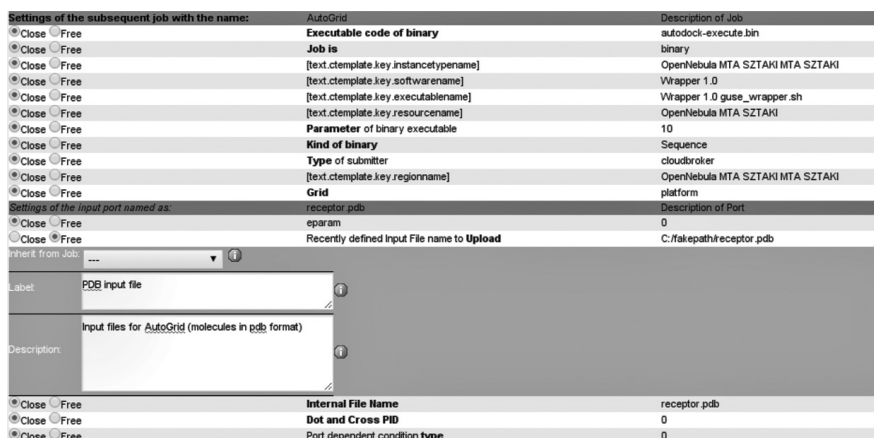 Settings of the subsequent job with the name: AutoGrid Description of Job
Close Free Executable code of binary autodock-execute.bin
Close Free Job is binary
Close Free [text.ctemplate.key.instancetypename] OpenNebula MTA SZTAKI MTA SZTAKI
Close Free [text.ctemplate.key.softwarename] Wrapper 1.0
Close Free [text.ctemplate.key.executablename] Wrapper 1.0 guse_wrapper.sh
Close Free [text.ctemplate.key.resourcename] OpenNebula MTA SZTAKI
Close Free Parameter of binary executable 10
Close Free Kind of binary Sequence
Close Free Type of submitter cloudbroker
Close Free [text.ctemplate.key.regionname] OpenNebula MTA SZTAKI MTA SZTAKI
Close Free Grid platform
Settings of the input port named as: receptor.pdb Description of Port
Close Free eparam 0
Close Free Recently defined Input File name to Upload C:/fakepath/receptor.pdb
Inherit from Job: ---
Label: PDB input file
Input files for AutoGrid (molecules in pdb format)
Description:
Close Free Internal File Name receptor.pdb
Close Free Dot and Cross PID 0
Close Free Port dependent condition type 0